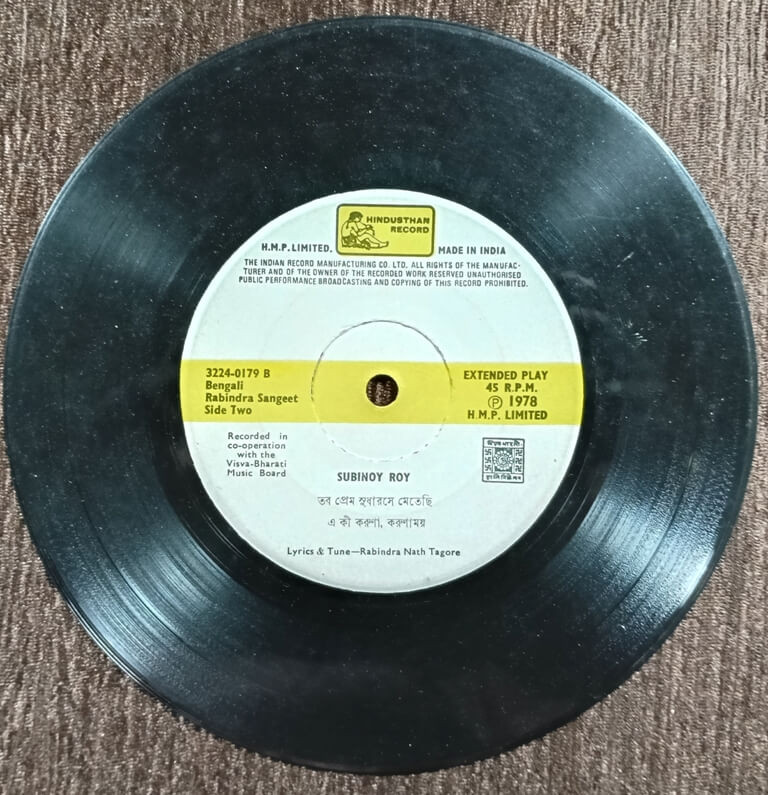 HINDUSTHAN
RECORD
H.M.P. LIMITED. MADE IN INDIA
THE INDIAN RECORD MANUFACTURING CO. LTD. ALL RIGHTS OF THE MANUFAC-
TURER AND OF THE OWNER OF THE RECORDED WORK RESERVED UNAUTHORISED
PUBLIC PERFORMANCE BROADCASTING AND COPYING OF THIS RECORD PROHIBITED.
3224-0179 B
Bengali
Rabindra Sangeet
Side Two
EXTENDED PLAY
45 R.P.M.
Ⓟ 1978
H.M.P. LIMITED
Recorded in
co-operation
with the
Visva-Bharati
Music Board
SUBINOY ROY
তব প্রেম সুধারসে মেতেছি
এ কী করুণা, করুণাময়
Lyrics & Tune—Rabindra Nath Tagore